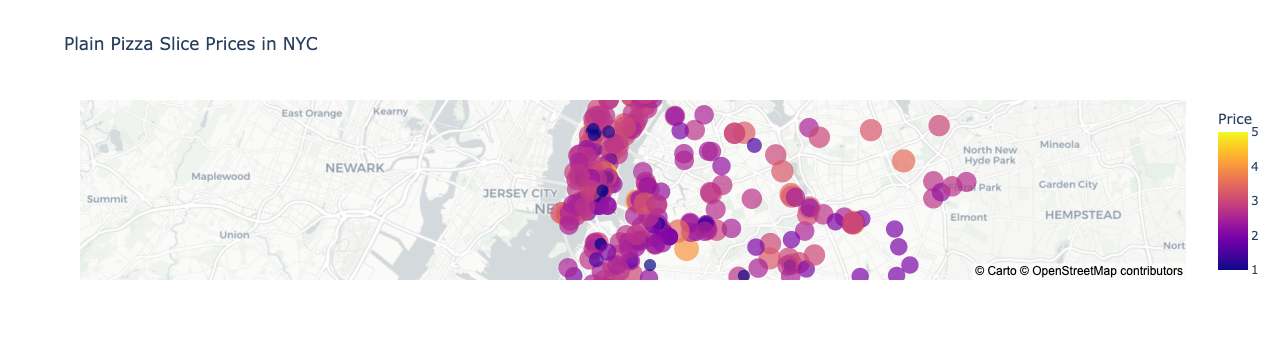 Plain Pizza Slice Prices in NYC
East Orange
Kearny
NEWARK
Maplewood
Summit
Union
JERSEY CITY
NE
North New
Hyde Park
Mineola
Garden City
Park
Elmont
HEMPSTEAD
Nort
© Carto © OpenStreetMap contributors
Price
5
4
3
2
1